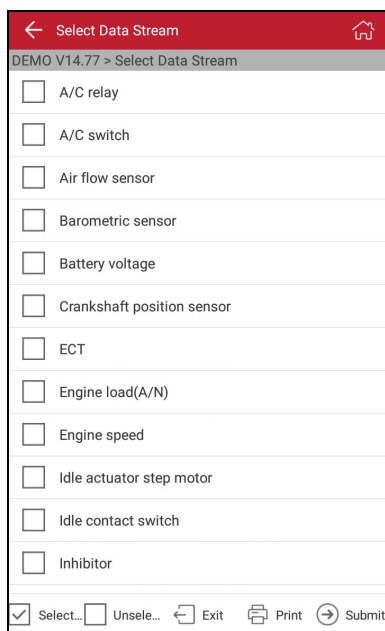 Select Data Stream
DEMO V14.77 > Select Data Stream
A/C relay
A/C switch
Air flow sensor
Barometric sensor
Battery voltage
Crankshaft position sensor
ECT
Engine load(A/N)
Engine speed
Idle actuator step motor
Idle contact switch
Inhibitor
Select... Unsele... Exit Print Submit